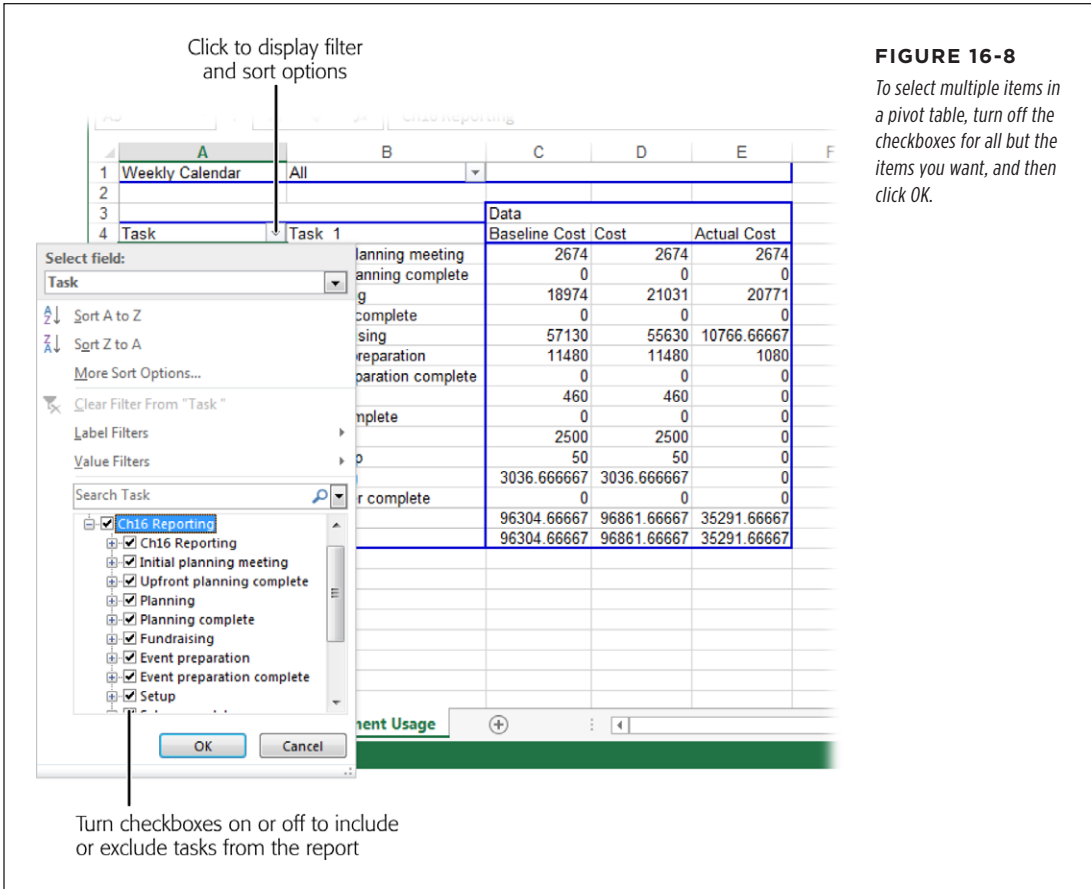 Click to display filter
and sort options
FIGURE 16-8
To select multiple items in
a pivot table, turn off the
checkboxes for all but the
items you want, and then
click OK.
A B C D E F
1 Weekly Calendar All
2
3 Data
4 Task Task 1 Baseline Cost Cost Actual Cost
lanning meeting 2674 2674 2674
anning complete 0 0 0
g 18974 21031 20771
complete 0 0 0
sing 57130 55630 10766.66667
reparation 11480 11480 1080
paration complete 0 0 0
460 460 0
mplete 0 0 0
2500 2500 0
p 50 50 0
3036.666667 3036.666667 0
r complete 0 0 0
96304.66667 96861.66667 35291.66667
96304.66667 96861.66667 35291.66667
Select field:
Task
Sort A to Z
Sort Z to A
More Sort Options...
Clear Filter From "Task "
Label Filters
Value Filters
Search Task
Ch16 Reporting
Ch16 Reporting
Initial planning meeting
Upfront planning complete
Planning
Planning complete
Fundraising
Event preparation
Event preparation complete
Setup
OK Cancel
ment Usage
Turn checkboxes on or off to include
or exclude tasks from the report